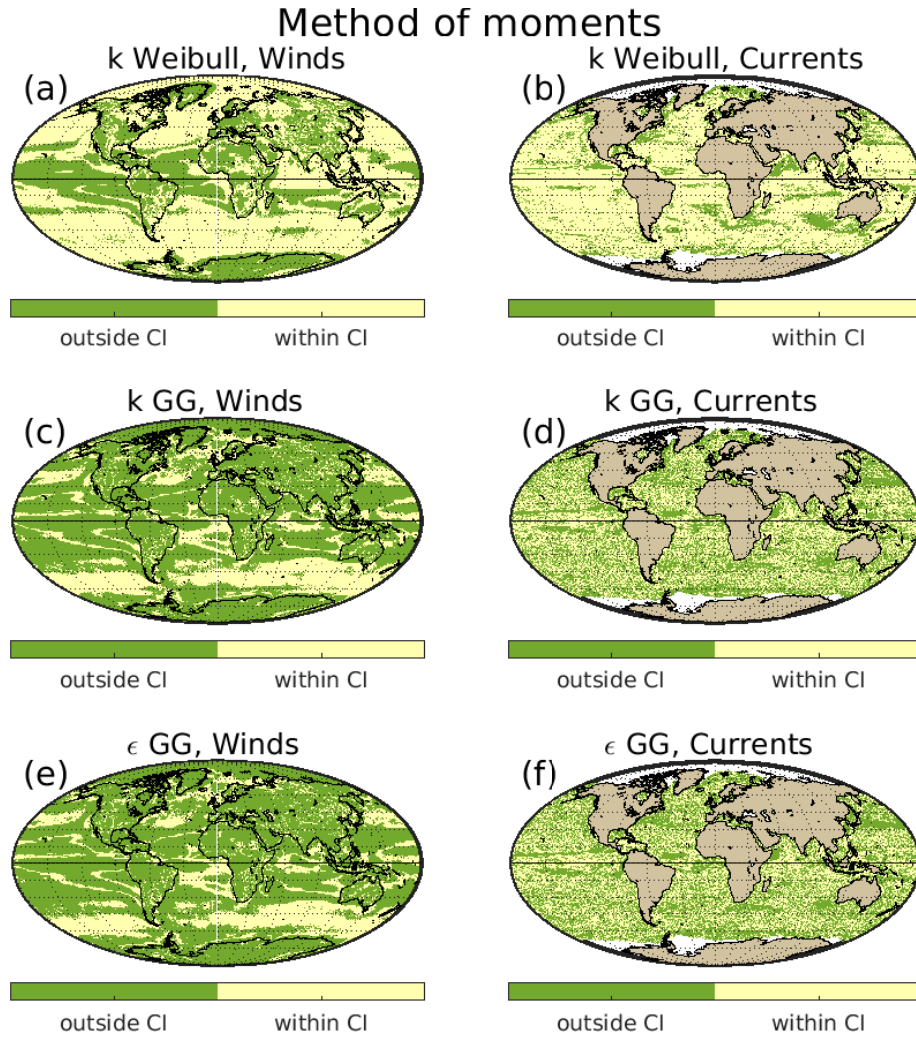 Method of moments
k Weibull, Winds
k Weibull, Currents
(a)
(b)
outside CI within CI
outside CI within CI
k GG, Winds
k GG, Currents
(c)
(d)
outside CI within CI
outside CI within CI
ϵ GG, Winds
ϵ GG, Currents
(e)
(f)
outside CI within CI
outside CI within CI